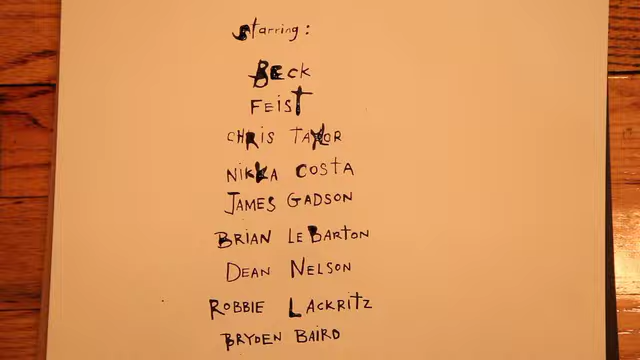 starring:
BECK
FEIST
CHRIS TAYLOR
NIKKA COSTA
JAMES GADSON
BRIAN LEBARTON
DEAN NELSON
ROBBIE LACKRITZ
BRYDEN BAIRD